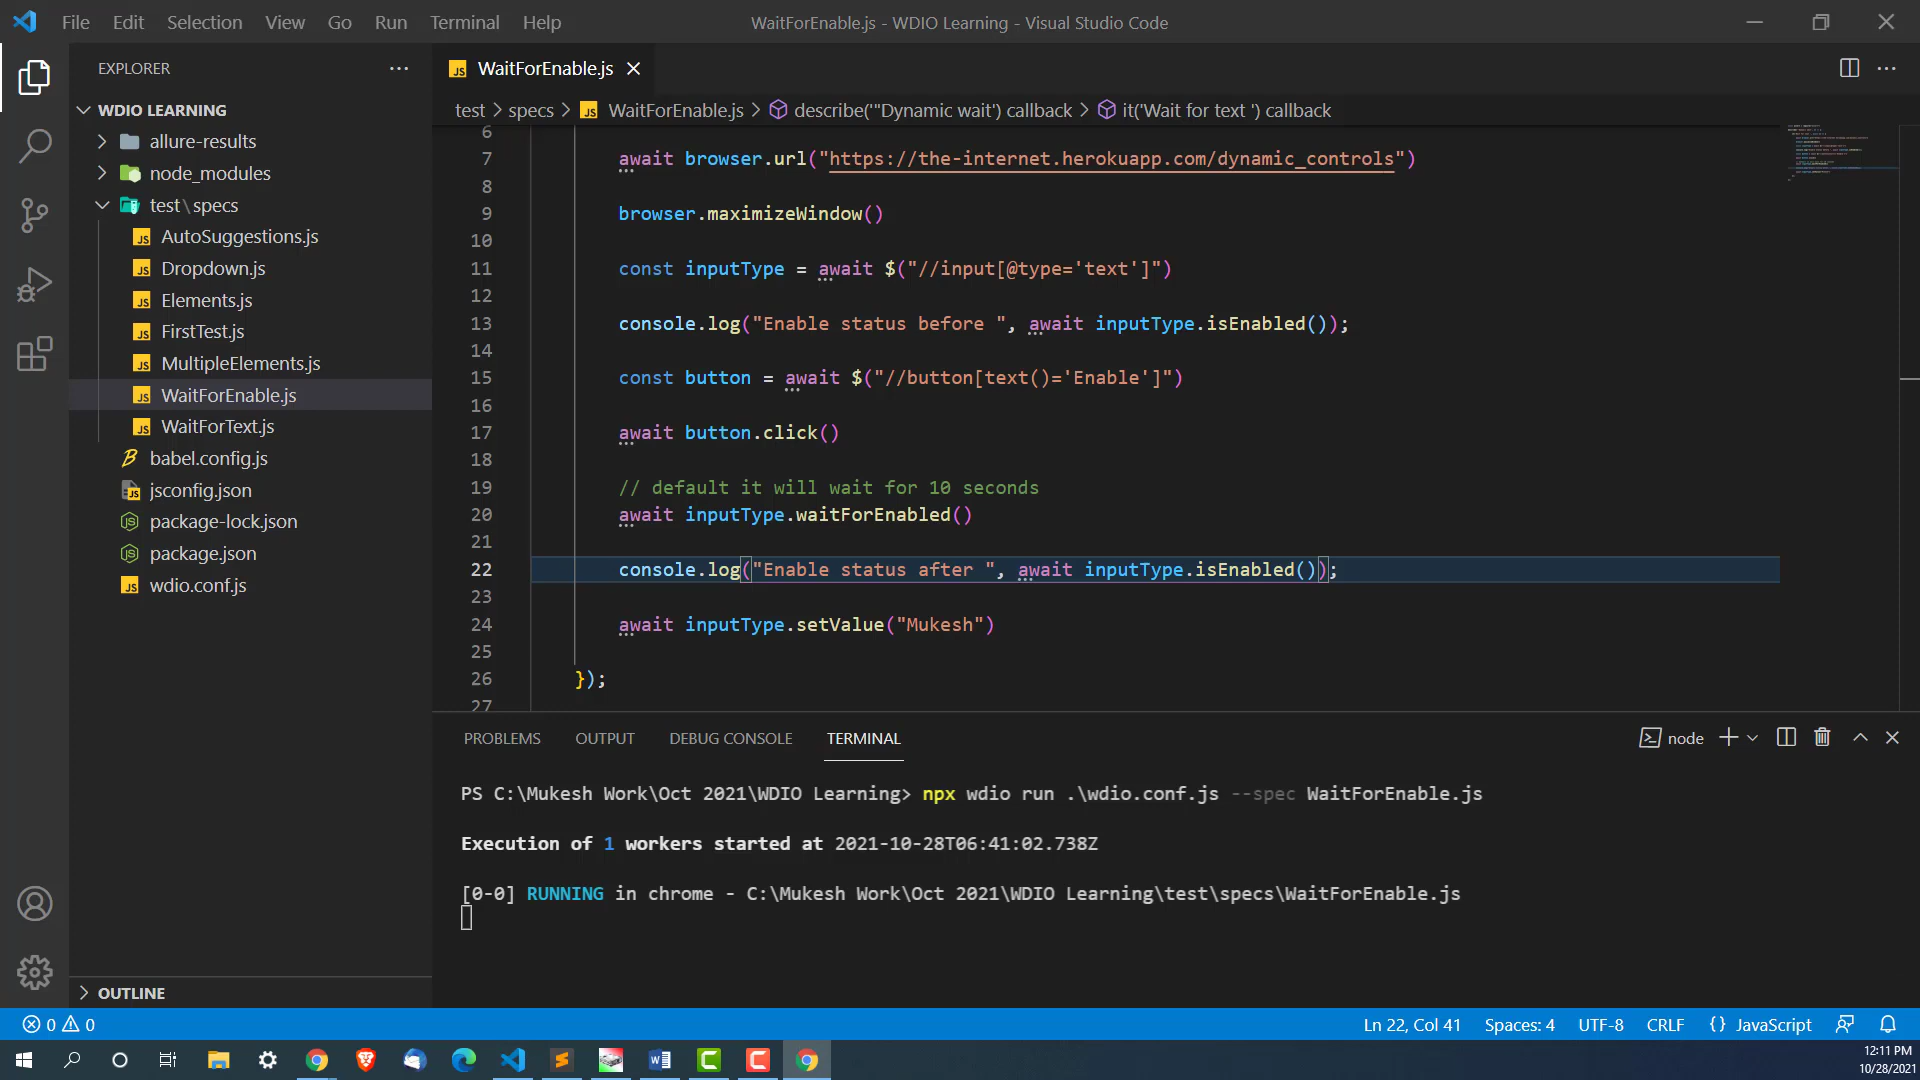 File Edit Selection View Go Run Terminal Help
WaitForEnable.js - WDIO Learning - Visual Studio Code
EXPLORER
WDIO LEARNING
allure-results
node_modules
test\specs
AutoSuggestions.js
Dropdown.js
Elements.js
FirstTest.js
MultipleElements.js
WaitForEnable.js
WaitForText.js
babel.config.js
jsconfig.json
package-lock.json
package.json
wdio.conf.js
OUTLINE
WaitForEnable.js
test > specs > WaitForEnable.js > describe('"Dynamic wait') callback > it('Wait for text ') callback
6
7 await browser.url("https://the-internet.herokuapp.com/dynamic_controls")
8
9 browser.maximizeWindow()
10
11 const inputType = await $("//input[@type='text']")
12
13 console.log("Enable status before ", await inputType.isEnabled());
14
15 const button = await $("//button[text()='Enable']")
16
17 await button.click()
18
19 // default it will wait for 10 seconds
20 await inputType.waitForEnabled()
21
22 console.log("Enable status after ", await inputType.isEnabled());
23
24 await inputType.setValue("Mukesh")
25
26 });
27
PROBLEMS OUTPUT DEBUG CONSOLE TERMINAL
node
PS C:\Mukesh Work\Oct 2021\WDIO Learning> npx wdio run .\wdio.conf.js --spec WaitForEnable.js
Execution of 1 workers started at 2021-10-28T06:41:02.738Z
[0-0] RUNNING in chrome - C:\Mukesh Work\Oct 2021\WDIO Learning\test\specs\WaitForEnable.js
0 0
Ln 22, Col 41 Spaces: 4 UTF-8 CRLF {} JavaScript
12:11 PM
10/28/2021